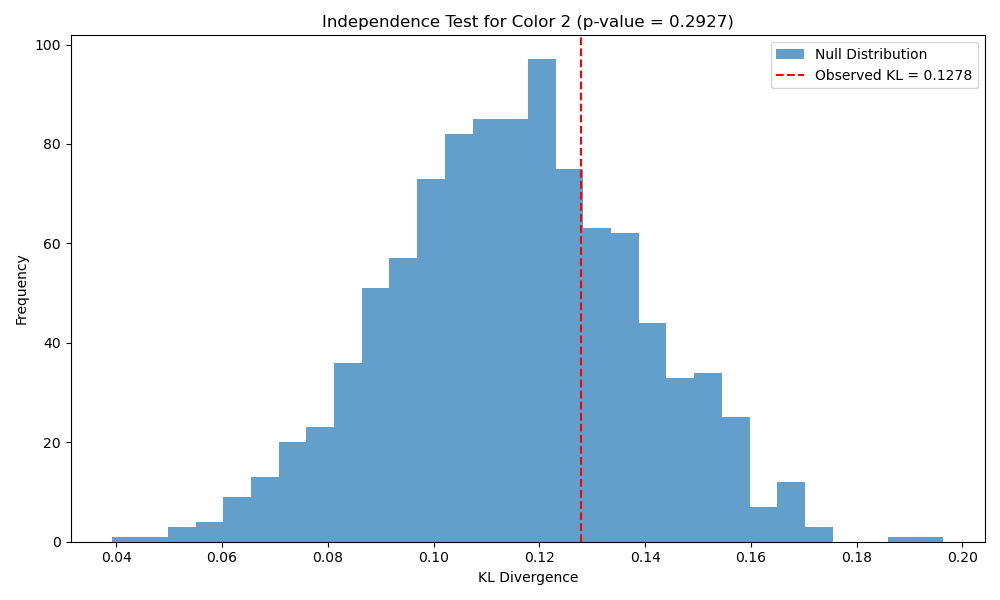 Independence Test for Color 2 (p-value = 0.2927)
Null Distribution
Observed KL = 0.1278
Frequency
100
80
60
40
20
0
0.04 0.06 0.08 0.10 0.12 0.14 0.16 0.18 0.20
KL Divergence